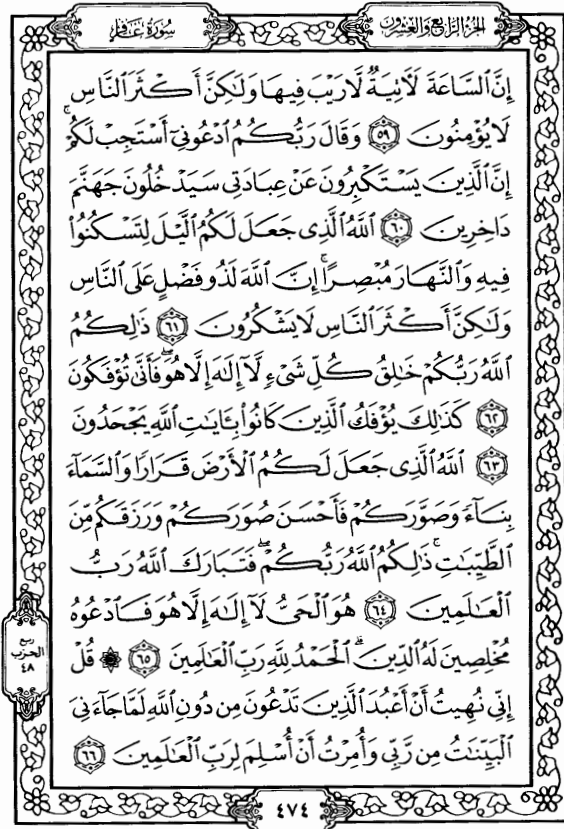 الجزء الرابع والعشرون
سورة غافر
إِنَّ ٱلسَّاعَةَ لَأٓتِيَةٌ لَّا رَيْبَ فِيهَا وَلَٰكِنَّ أَكْثَرَ ٱلنَّاسِ
لَا يُؤْمِنُونَ ٥٩ وَقَالَ رَبُّكُمُ ٱدْعُونِىٓ أَسْتَجِبْ لَكُمْ ۚ
إِنَّ ٱلَّذِينَ يَسْتَكْبِرُونَ عَنْ عِبَادَتِى سَيَدْخُلُونَ جَهَنَّمَ
دَاخِرِينَ ٦٠ ٱللَّهُ ٱلَّذِى جَعَلَ لَكُمُ ٱلَّيْلَ لِتَسْكُنُوا۟
فِيهِ وَٱلنَّهَارَ مُبْصِرًا ۚ إِنَّ ٱللَّهَ لَذُو فَضْلٍ عَلَى ٱلنَّاسِ
وَلَٰكِنَّ أَكْثَرَ ٱلنَّاسِ لَا يَشْكُرُونَ ٦١ ذَٰلِكُمُ
ٱللَّهُ رَبُّكُمْ خَٰلِقُ كُلِّ شَىْءٍ لَّآ إِلَٰهَ إِلَّا هُوَ ۖ فَأَنَّىٰ تُؤْفَكُونَ
٦٢ كَذَٰلِكَ يُؤْفَكُ ٱلَّذِينَ كَانُوا۟ بِـَٔايَٰتِ ٱللَّهِ يَجْحَدُونَ
٦٣ ٱللَّهُ ٱلَّذِى جَعَلَ لَكُمُ ٱلْأَرْضَ قَرَارًا وَٱلسَّمَآءَ
بِنَآءً وَصَوَّرَكُمْ فَأَحْسَنَ صُوَرَكُمْ وَرَزَقَكُم مِّنَ
ٱلطَّيِّبَٰتِ ۚ ذَٰلِكُمُ ٱللَّهُ رَبُّكُمْ ۖ فَتَبَارَكَ ٱللَّهُ رَبُّ
ٱلْعَٰلَمِينَ ٦٤ هُوَ ٱلْحَىُّ لَآ إِلَٰهَ إِلَّا هُوَ فَٱدْعُوهُ
مُخْلِصِينَ لَهُ ٱلدِّينَ ۗ ٱلْحَمْدُ لِلَّهِ رَبِّ ٱلْعَٰلَمِينَ ٦٥ ۞ قُلْ
إِنِّى نُهِيتُ أَنْ أَعْبُدَ ٱلَّذِينَ تَدْعُونَ مِن دُونِ ٱللَّهِ لَمَّا جَآءَنِىَ
ٱلْبَيِّنَٰتُ مِن رَّبِّى وَأُمِرْتُ أَنْ أُسْلِمَ لِرَبِّ ٱلْعَٰلَمِينَ ٦٦
ربع
الحزب
٤٨
٤٧٤